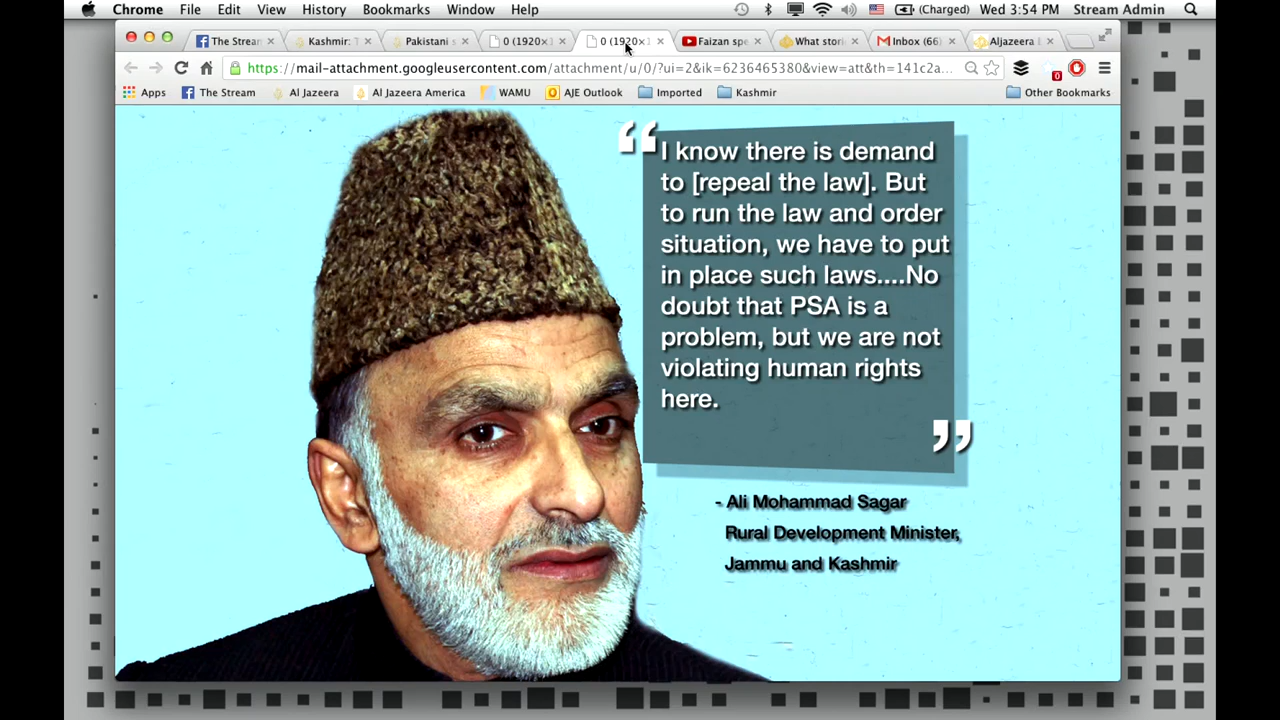 Chrome File Edit View History Bookmarks Window Help (Charged) Wed 3:54 PM Stream Admin
The Stream Kashmir: T Pakistani s 0 (1920×1 0 (1920×1 Faizan spe What stori Inbox (66) Aljazeera E
https://mail-attachment.googleusercontent.com/attachment/u/0/?ui=2&ik=6236465380&view=att&th=141c2a... 0
Apps The Stream Al Jazeera Al Jazeera America WAMU AJE Outlook Imported Kashmir Other Bookmarks
“I know there is demand
to [repeal the law]. But
to run the law and order
situation, we have to put
in place such laws....No
doubt that PSA is a
problem, but we are not
violating human rights
here.
”
- Ali Mohammad Sagar
Rural Development Minister,
Jammu and Kashmir